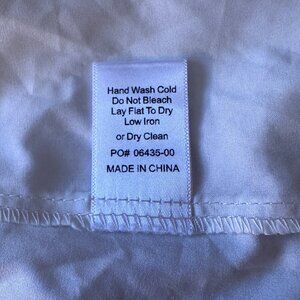 Hand Wash Cold
Do Not Bleach
Lay Flat To Dry
Low Iron
or Dry Clean
PO# 06435-00
MADE IN CHINA